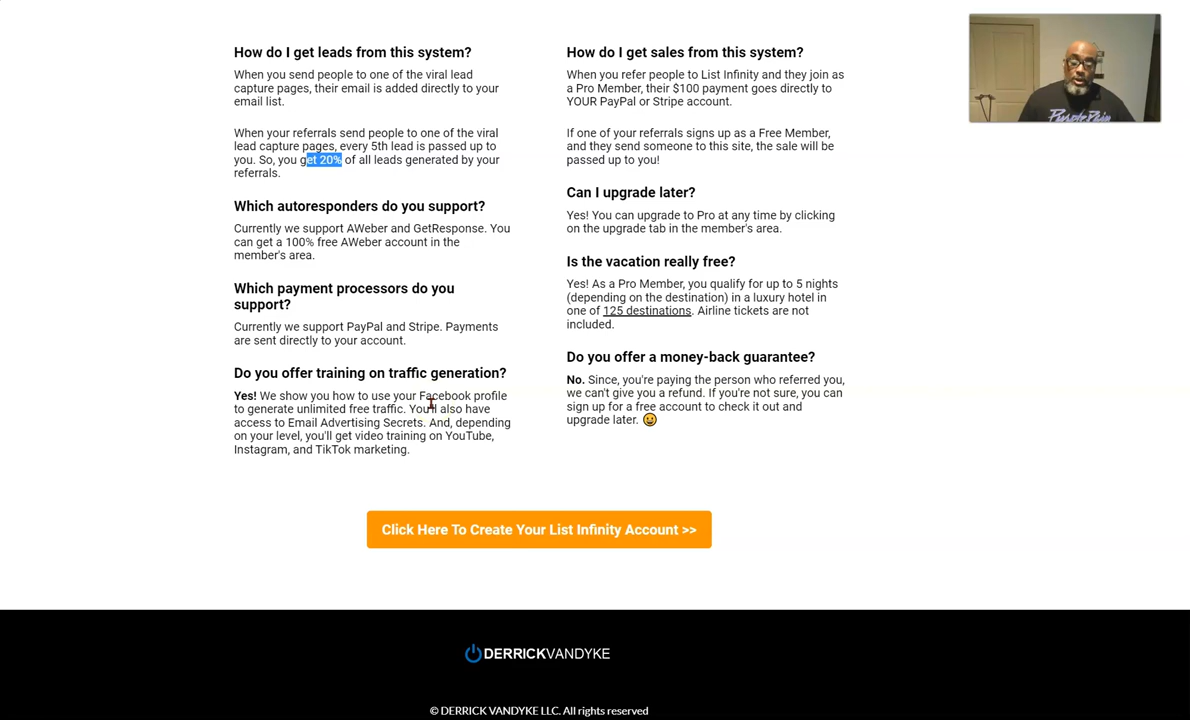 How do I get leads from this system?
When you send people to one of the viral lead
capture pages, their email is added directly to your
email list.
When your referrals send people to one of the viral
lead capture pages, every 5th lead is passed up to
you. So, you get 20% of all leads generated by your
referrals.
Which autoresponders do you support?
Currently we support AWeber and GetResponse. You
can get a 100% free AWeber account in the
member's area.
Which payment processors do you
support?
Currently we support PayPal and Stripe. Payments
are sent directly to your account.
Do you offer training on traffic generation?
Yes! We show you how to use your Facebook profile
to generate unlimited free traffic. You'll also have
access to Email Advertising Secrets. And, depending
on your level, you'll get video training on YouTube,
Instagram, and TikTok marketing.
How do I get sales from this system?
When you refer people to List Infinity and they join as
a Pro Member, their $100 payment goes directly to
YOUR PayPal or Stripe account.
If one of your referrals signs up as a Free Member,
and they send someone to this site, the sale will be
passed up to you!
Can I upgrade later?
Yes! You can upgrade to Pro at any time by clicking
on the upgrade tab in the member's area.
Is the vacation really free?
Yes! As a Pro Member, you qualify for up to 5 nights
(depending on the destination) in a luxury hotel in
one of 125 destinations. Airline tickets are not
included.
Do you offer a money-back guarantee?
No. Since, you're paying the person who referred you,
we can't give you a refund. If you're not sure, you can
sign up for a free account to check it out and
upgrade later. 😀
Click Here To Create Your List Infinity Account >>
DERRICKVANDYKE
© DERRICK VANDYKE LLC. All rights reserved
Purple Rain